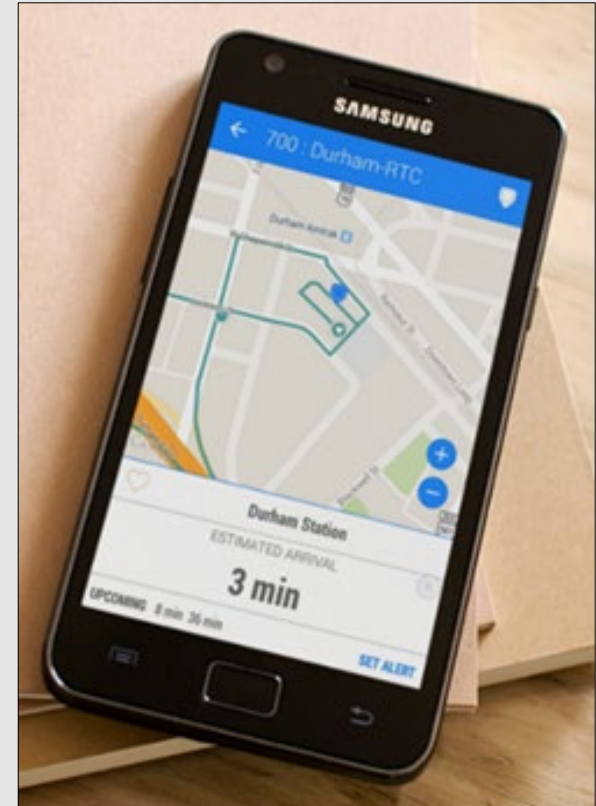 SAMSUNG
700 : Durham-RTC
Durham Amtrak
Durham Station
ESTIMATED ARRIVAL
3 min
UPCOMING 8 min 36 min
SET ALERT